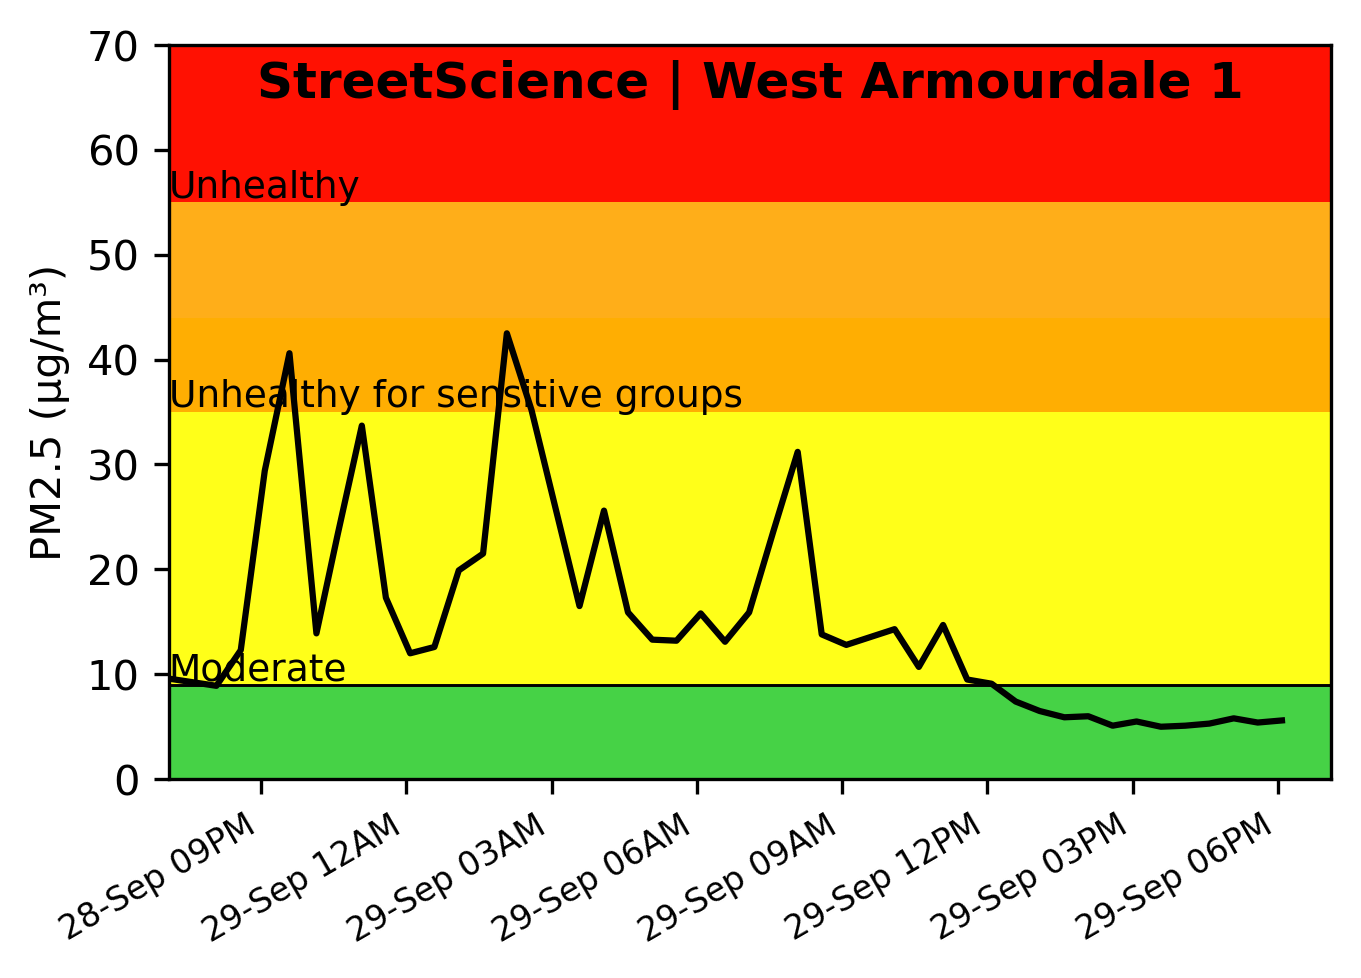 StreetScience | West Armourdale 1
70
60
50
40
30
20
10
0
PM2.5 (µg/m³)
Unhealthy
Unhealthy for sensitive groups
Moderate
28-Sep 09PM
29-Sep 12AM
29-Sep 03AM
29-Sep 06AM
29-Sep 09AM
29-Sep 12PM
29-Sep 03PM
29-Sep 06PM